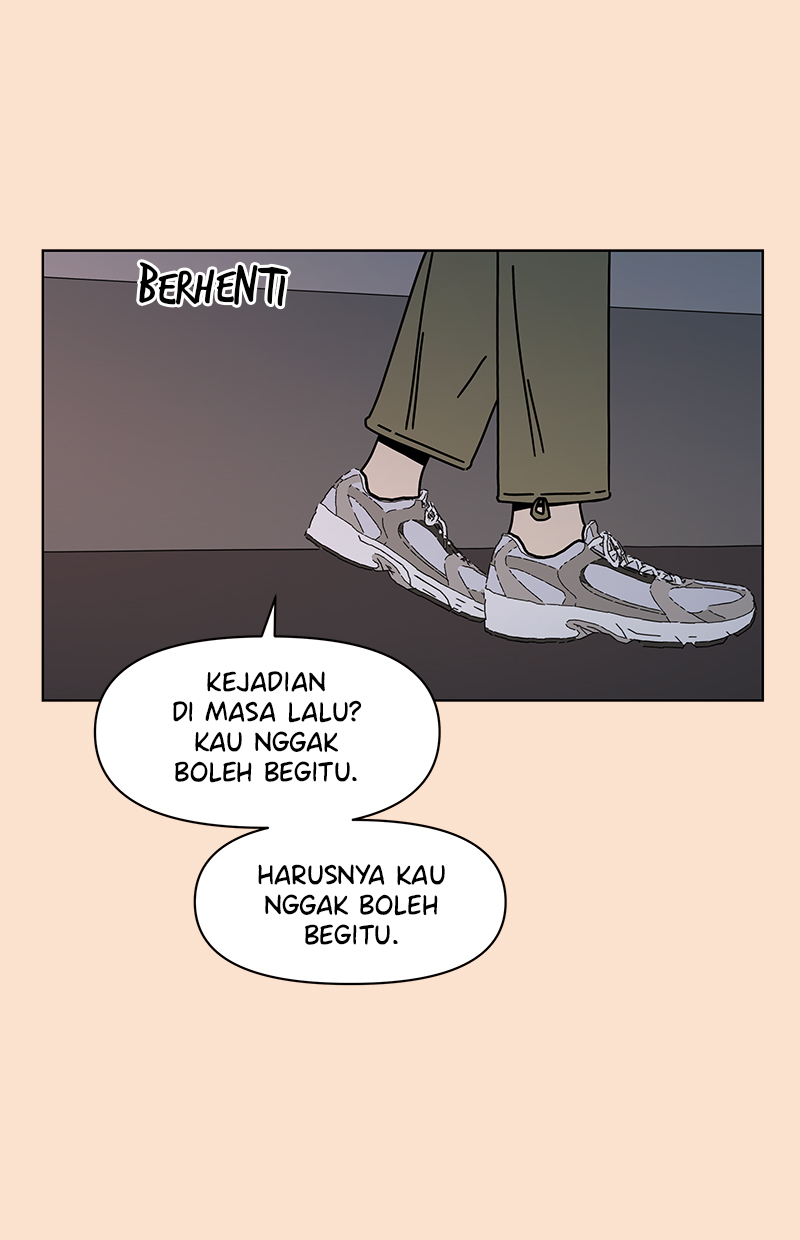 BERHENTI
KEJADIAN
DI MASA LALU?
KAU NGGAK
BOLEH BEGITU.
HARUSNYA KAU
NGGAK BOLEH
BEGITU.